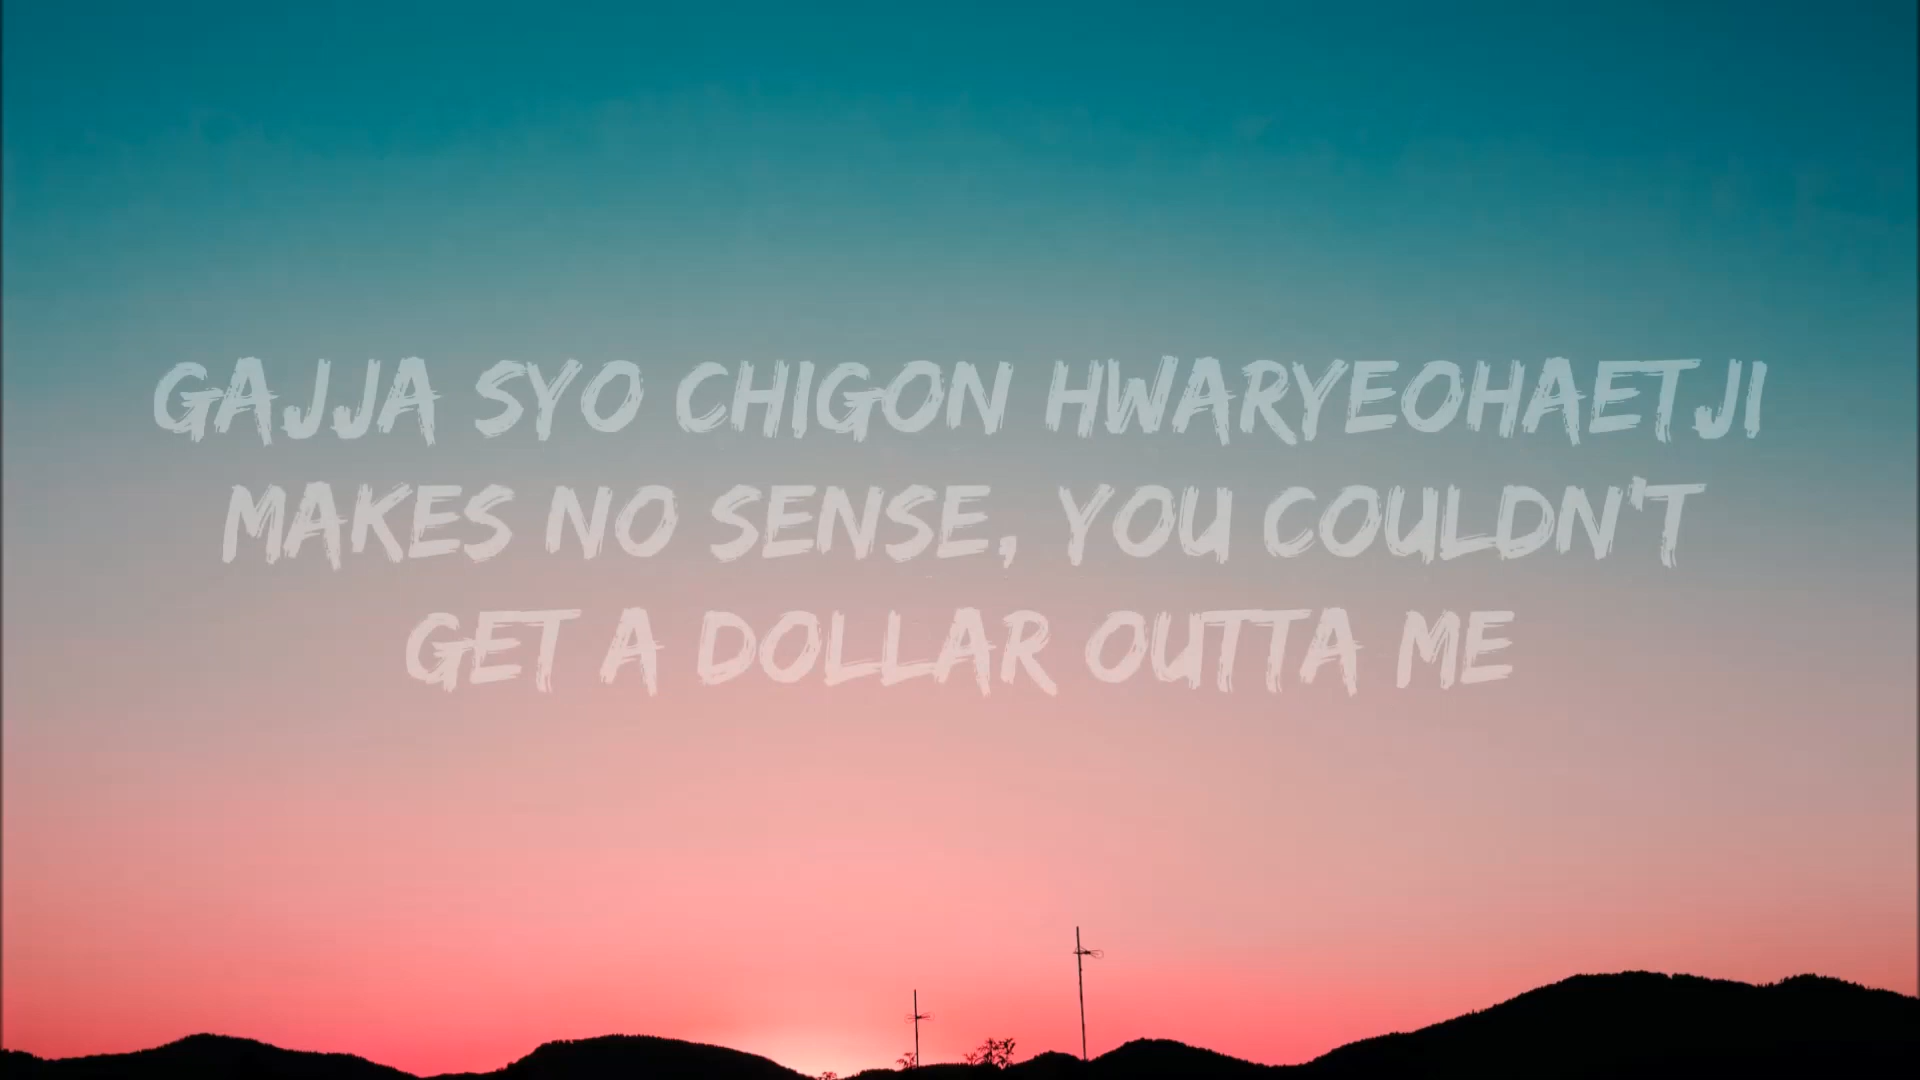 GAJJA SYO CHIGON HWARYEOHAETJI
MAKES NO SENSE, YOU COULDN'T
GET A DOLLAR OUTTA ME